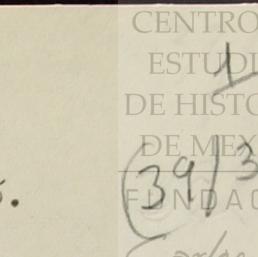 CENTRO
ESTUDI
DE HISTO
DE MEX
1
(39/3
FUNDAC